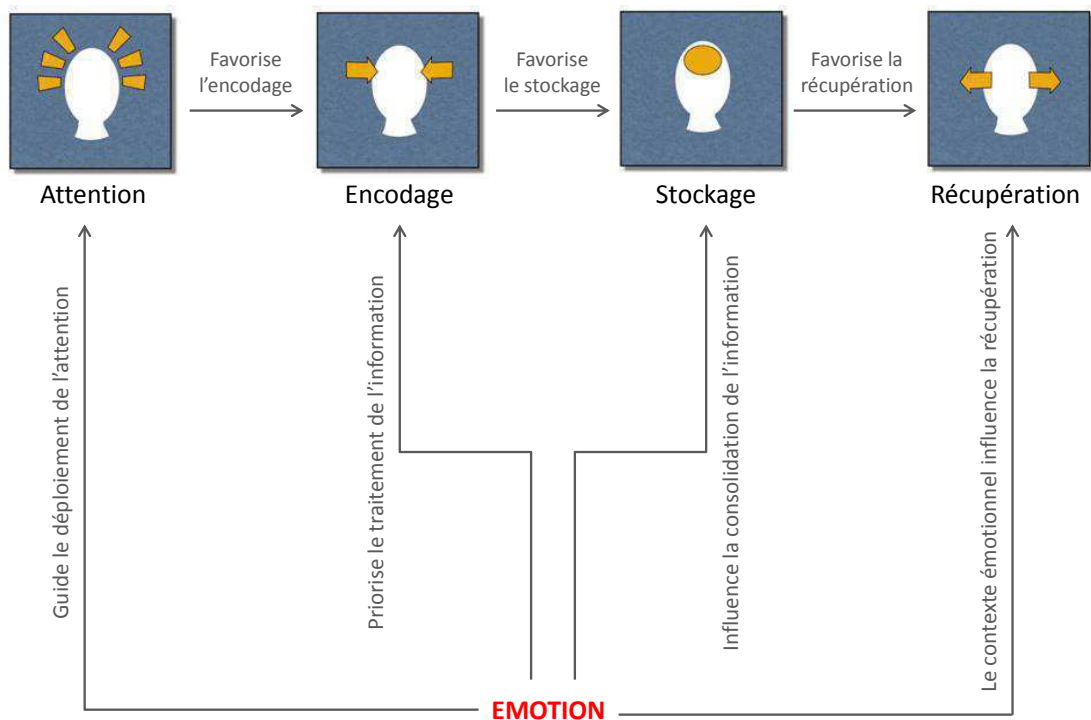 Favorise
l'encodage
Favorise
le stockage
Favorise la
récupération
Attention
Encodage
Stockage
Récupération
Guide le déploiement de l'attention
Priorise le traitement de l'information
Influence la consolidation de l'information
Le contexte émotionnel influence la récupération
EMOTION